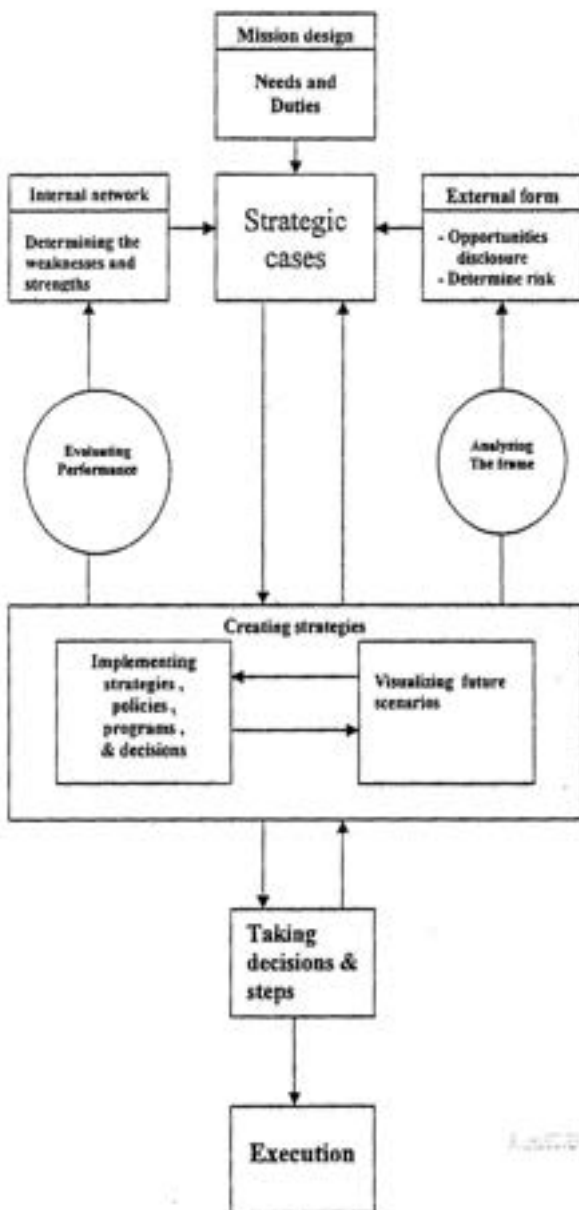 Mission design
Needs and
Duties
Internal network
Determining the
weaknesses and
strengths
Strategic
cases
External form
- Opportunities
disclosure
- Determine risk
Evaluating
Performance
Analyzing
The frame
Creating strategies
Implementing
strategies ,
policies ,
programs ,
& decisions
Visualizing future
scenarios
Taking
decisions &
steps
Execution